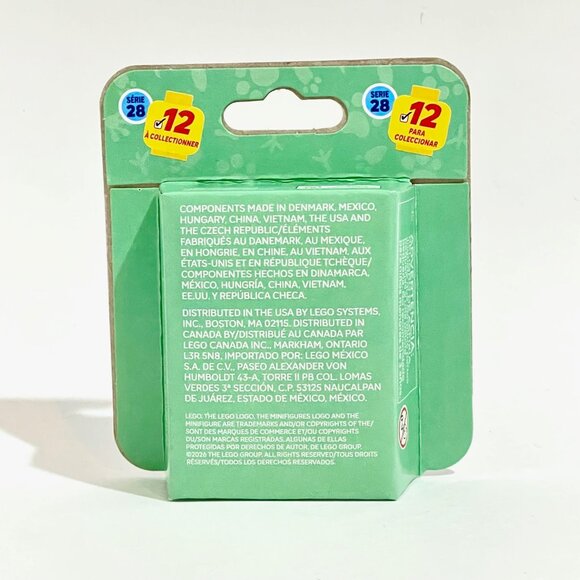 SÉRIE
28
12
À COLLECTIONNER
SERIE
28
12
PARA
COLECCIONAR
COMPONENTS MADE IN DENMARK, MEXICO,
HUNGARY, CHINA, VIETNAM, THE USA AND
THE CZECH REPUBLIC/ÉLÉMENTS
FABRIQUÉS AU DANEMARK, AU MEXIQUE,
EN HONGRIE, EN CHINE, AU VIETNAM, AUX
ÉTATS-UNIS ET EN RÉPUBLIQUE TCHÈQUE/
COMPONENTES HECHOS EN DINAMARCA,
MÉXICO, HUNGRÍA, CHINA, VIETNAM,
EE.UU, Y REPÚBLICA CHECA.
DISTRIBUTED IN THE USA BY LEGO SYSTEMS,
INC., BOSTON, MA 02115. DISTRIBUTED IN
CANADA BY/DISTRIBUÉ AU CANADA PAR
LEGO CANADA INC., MARKHAM, ONTARIO
L3R 5N8. IMPORTADO POR: LEGO MÉXICO
S.A. DE C.V., PASEO ALEXANDER VON
HUMBOLDT 43-A, TORRE II PB COL. LOMAS
VERDES 3ª SECCIÓN, C.P. 53125 NAUCALPAN
DE JUÁREZ, ESTADO DE MÉXICO, MÉXICO.
LEGO, THE LEGO LOGO, THE MINIFIGURES LOGO AND THE
MINIFIGURE ARE TRADEMARKS AND/OR COPYRIGHTS OF THE/
SONT DES MARQUES DE COMMERCE ET/OU COPYRIGHTS
DU/SON MARCAS REGISTRADAS, ALGUNAS DE ELLAS
PROTEGIDAS POR DERECHOS DE AUTOR, DE LEGO GROUP.
©2026 THE LEGO GROUP. ALL RIGHTS RESERVED/TOUS DROITS
RÉSERVÉS/TODOS LOS DERECHOS RESERVADOS.